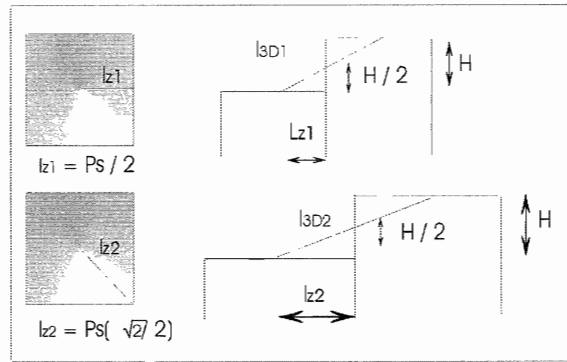 lz1
l3D1
H / 2
H
Lz1
lz1 = Ps / 2
lz2
l3D2
H / 2
H
lz2
lz2 = Ps( √2/ 2)